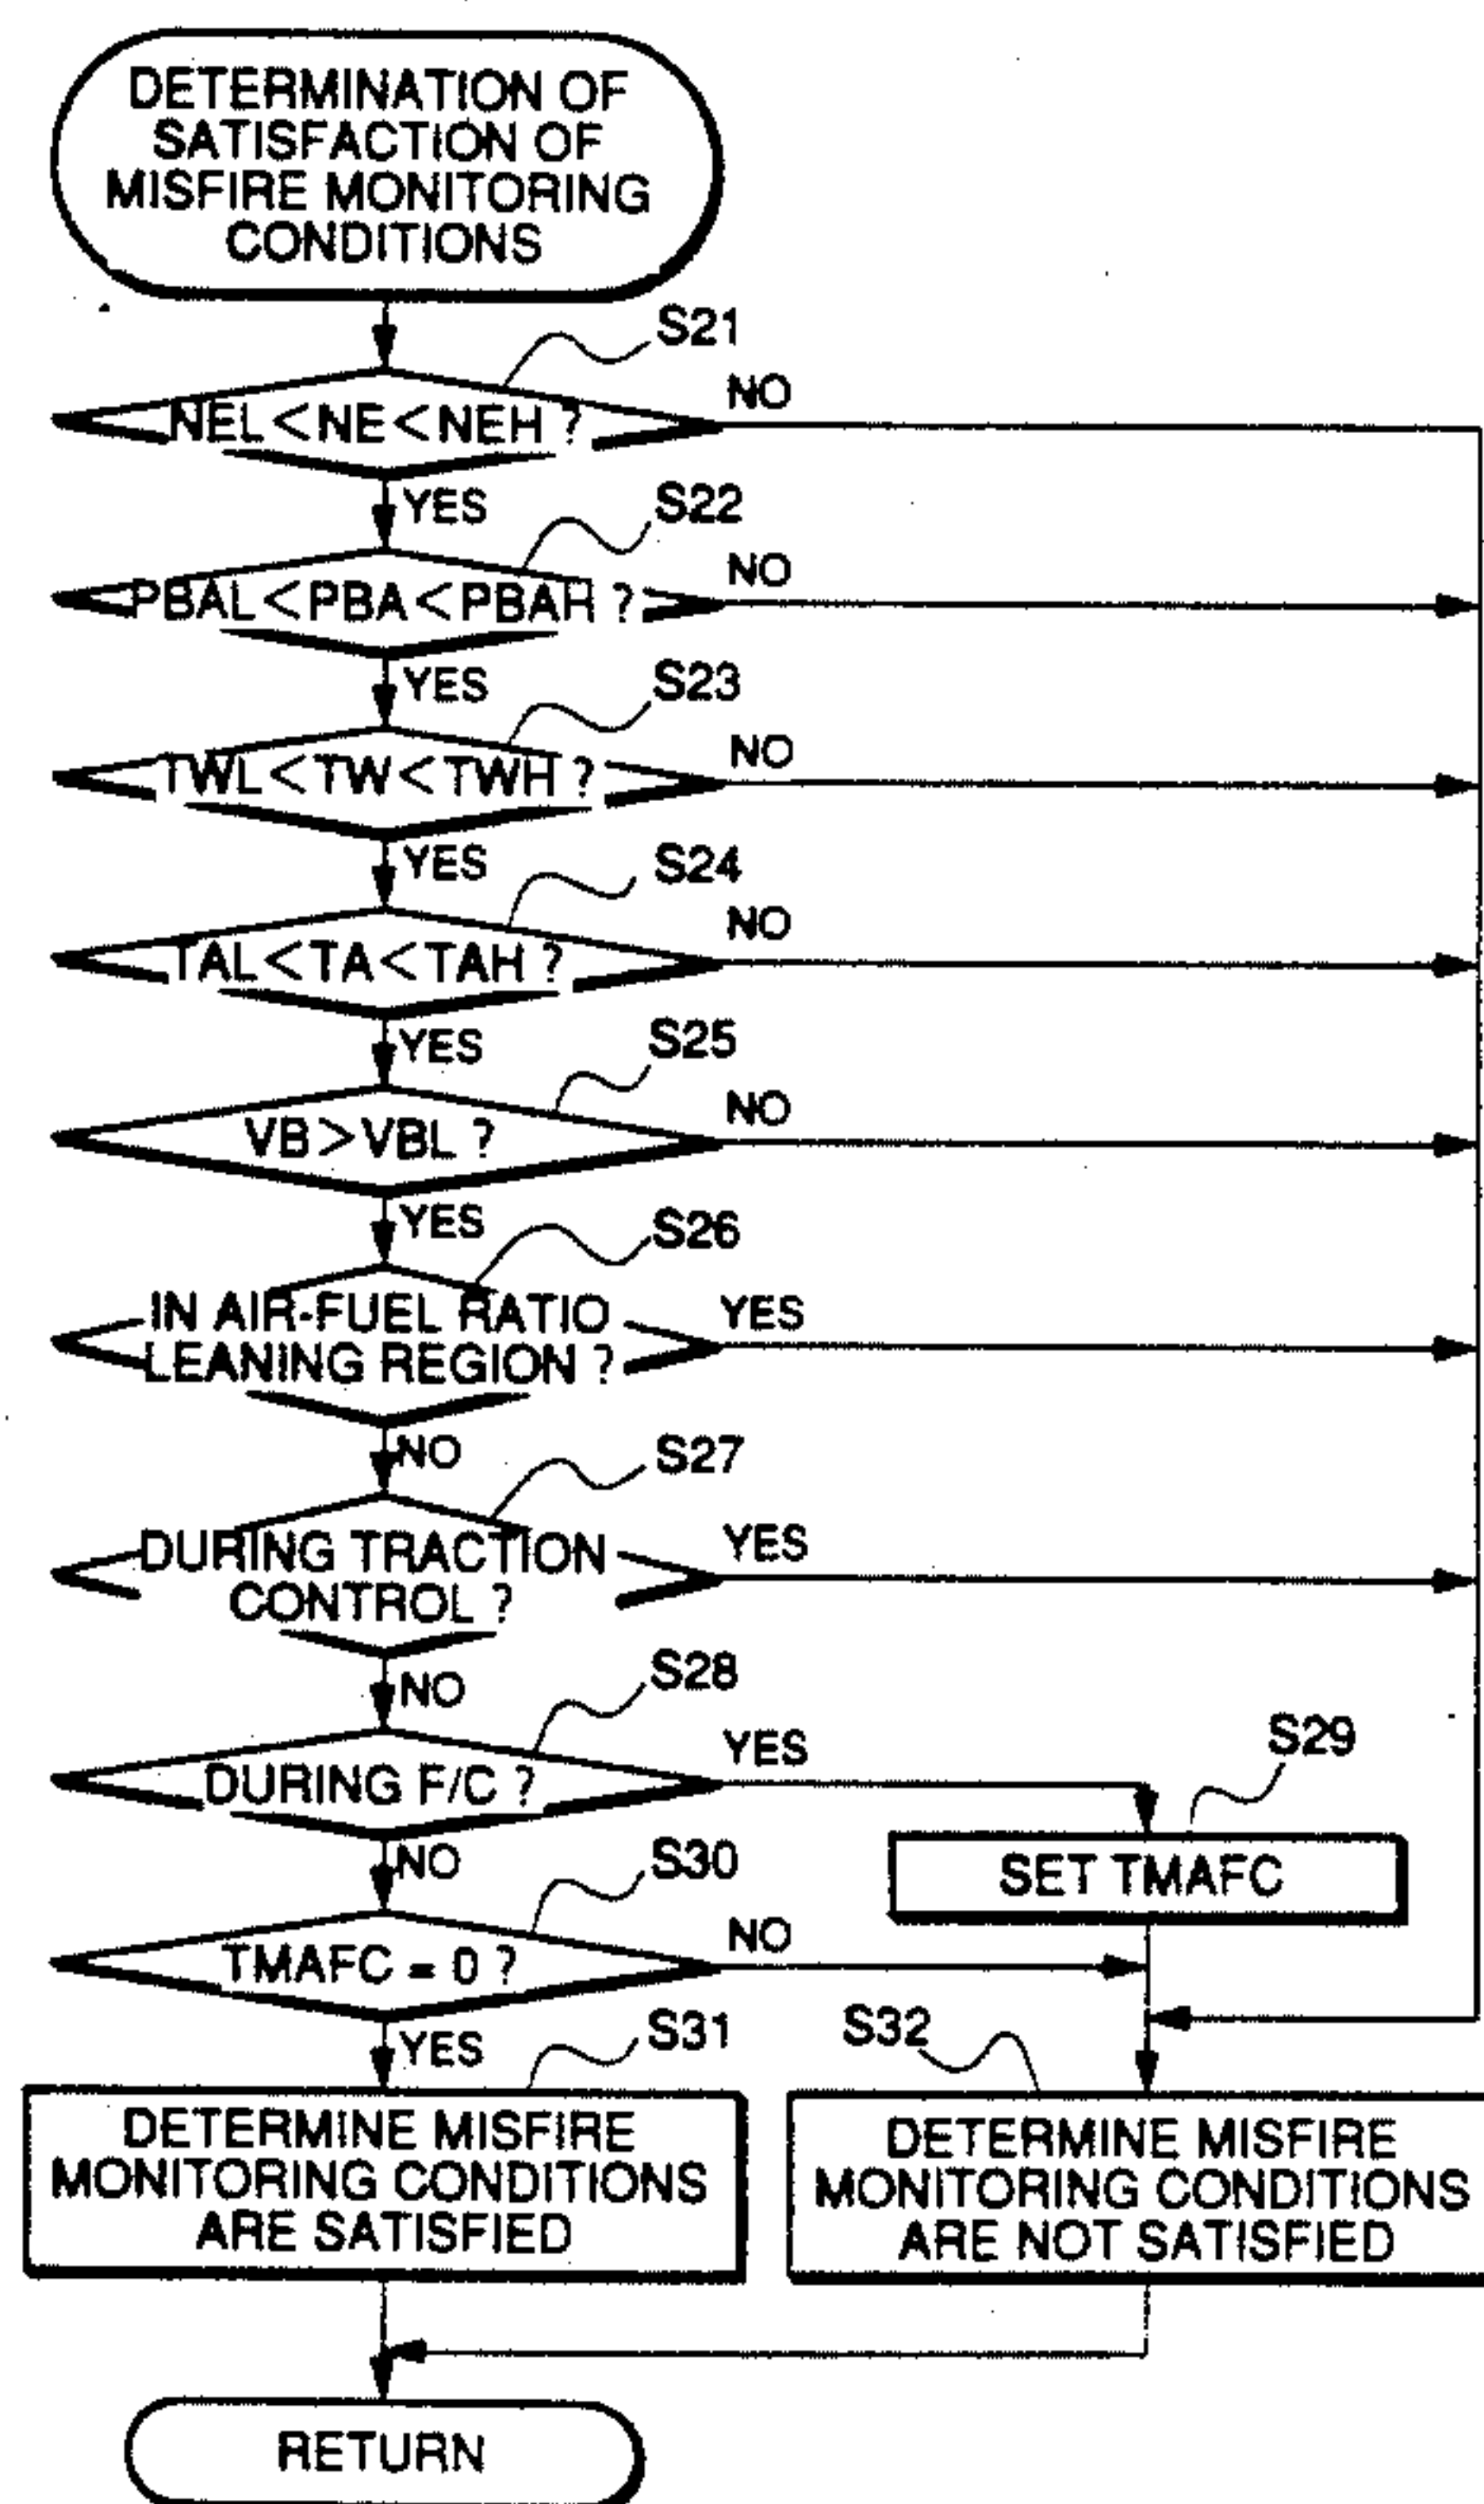 DETERMINATION OF
SATISFACTION OF
MISFIRE MONITORING
CONDITIONS
S21
NEL<NE<NEH ?
NO
YES
S22
PBAL<PBA<PBAH ?
NO
YES
S23
TWL<TW<TWH ?
NO
YES
S24
TAL<TA<TAH ?
NO
YES
S25
VB>VBL ?
NO
YES
S26
IN AIR-FUEL RATIO
LEANING REGION ?
YES
NO
S27
DURING TRACTION
CONTROL ?
YES
NO
S28
DURING F/C ?
YES
S29
SET TMAFC
NO
S30
TMAFC = 0 ?
NO
YES
S31
DETERMINE MISFIRE
MONITORING CONDITIONS
ARE SATISFIED
S32
DETERMINE MISFIRE
MONITORING CONDITIONS
ARE NOT SATISFIED
RETURN